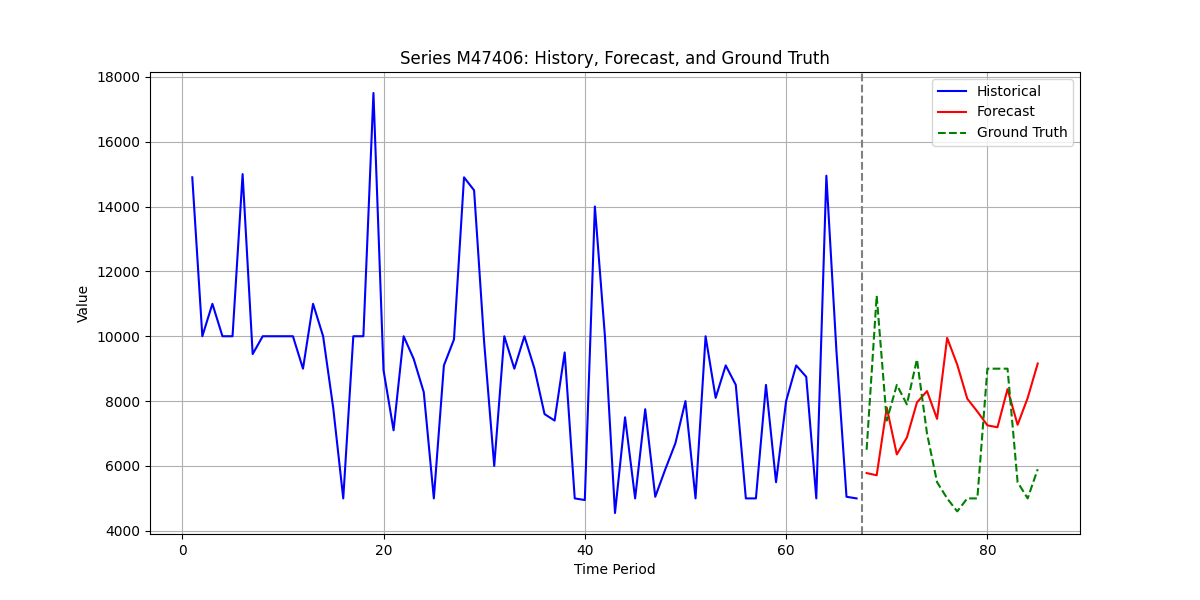 Series M47406: History, Forecast, and Ground Truth
18000
16000
14000
12000
10000
8000
6000
4000
Value
0
20
40
60
80
Time Period
Historical
Forecast
Ground Truth